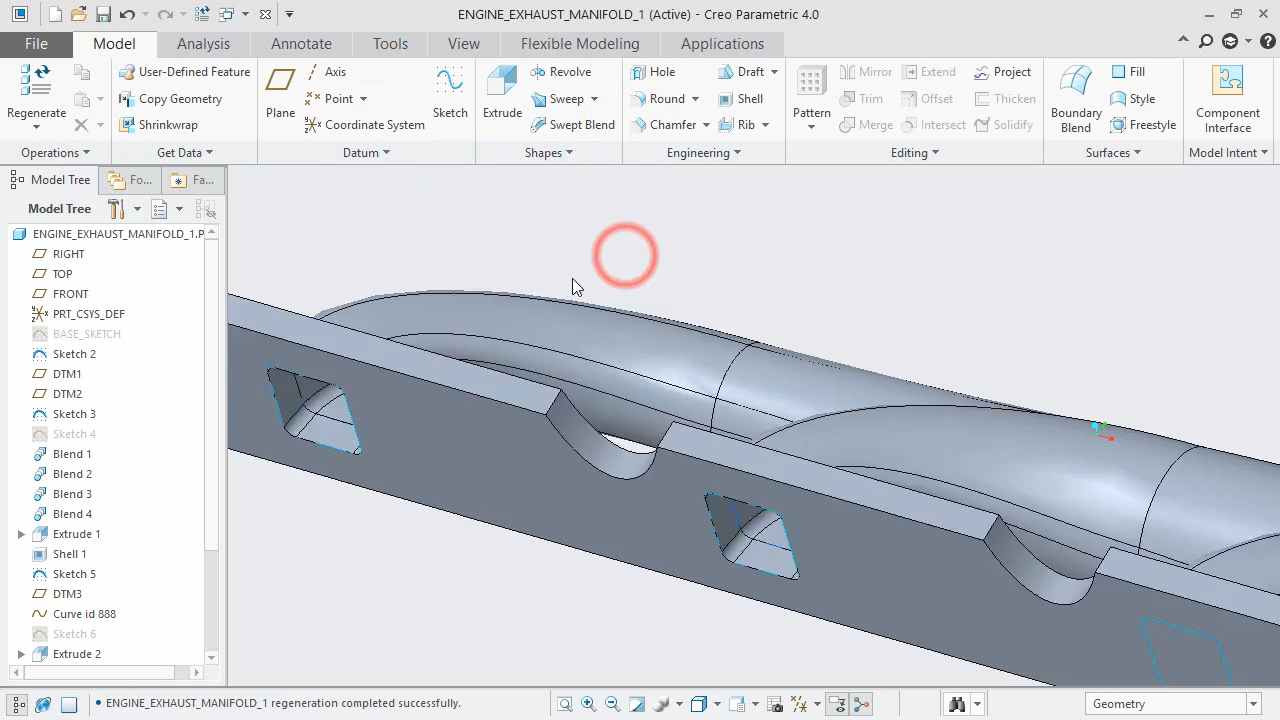 ENGINE_EXHAUST_MANIFOLD_1 (Active) - Creo Parametric 4.0
File Model Analysis Annotate Tools View Flexible Modeling Applications
Regenerate
User-Defined Feature
Copy Geometry
Shrinkwrap
Plane
Axis
Point
Coordinate System
Sketch
Extrude
Revolve
Sweep
Swept Blend
Hole
Round
Chamfer
Draft
Shell
Rib
Pattern
Mirror
Trim
Merge
Extend
Offset
Intersect
Project
Thicken
Solidify
Boundary
Blend
Fill
Style
Freestyle
Component
Interface
Operations Get Data Datum Shapes Engineering Editing Surfaces Model Intent
Model Tree Fo... Fa...
Model Tree
ENGINE_EXHAUST_MANIFOLD_1.P
RIGHT
TOP
FRONT
PRT_CSYS_DEF
BASE_SKETCH
Sketch 2
DTM1
DTM2
Sketch 3
Sketch 4
Blend 1
Blend 2
Blend 3
Blend 4
Extrude 1
Shell 1
Sketch 5
DTM3
Curve id 888
Sketch 6
Extrude 2
• ENGINE_EXHAUST_MANIFOLD_1 regeneration completed successfully.
Geometry